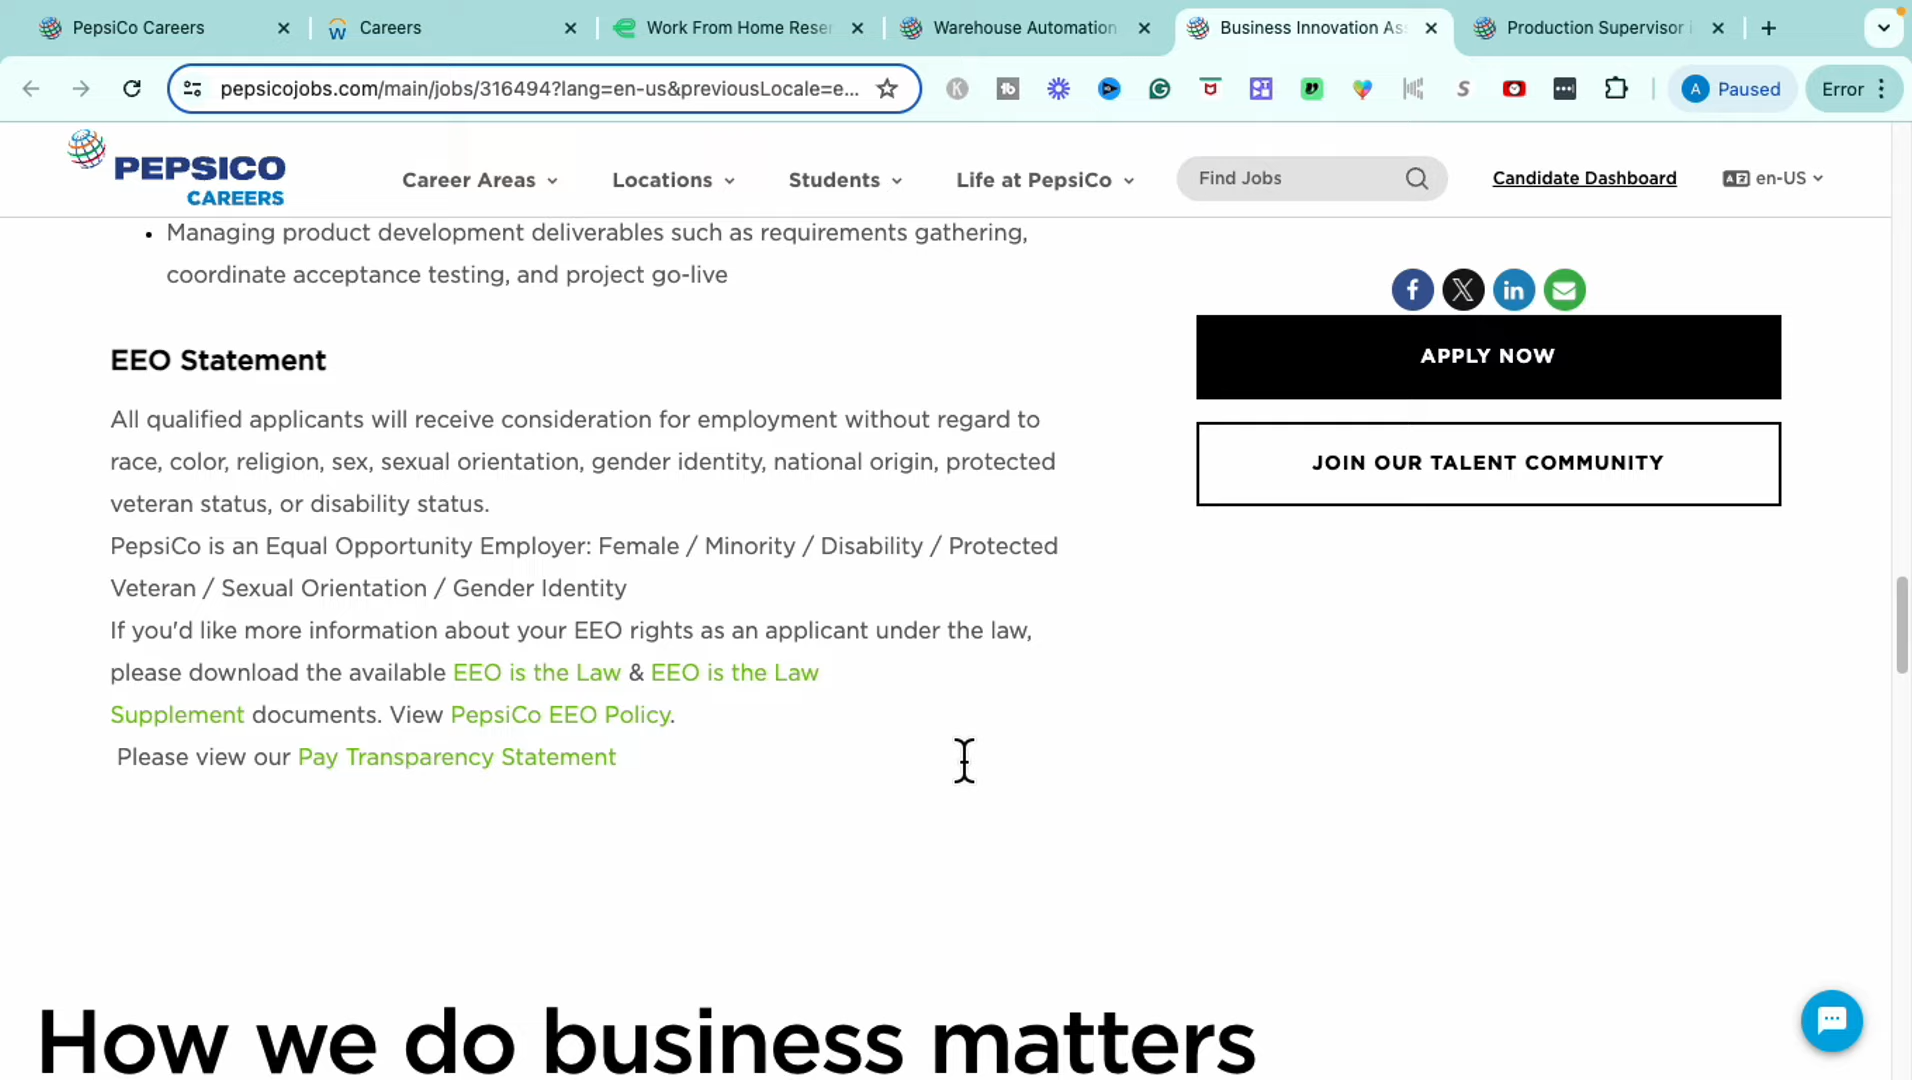 PepsiCo Careers
Careers
Work From Home Reser
Warehouse Automation
Business Innovation As
Production Supervisor i
pepsicojobs.com/main/jobs/316494?lang=en-us&previousLocale=e...
A Paused
Error
PEPSICO
CAREERS
Career Areas
Locations
Students
Life at PepsiCo
Find Jobs
Candidate Dashboard
en-US
• Managing product development deliverables such as requirements gathering,
coordinate acceptance testing, and project go-live
APPLY NOW
JOIN OUR TALENT COMMUNITY
EEO Statement
All qualified applicants will receive consideration for employment without regard to
race, color, religion, sex, sexual orientation, gender identity, national origin, protected
veteran status, or disability status.
PepsiCo is an Equal Opportunity Employer: Female / Minority / Disability / Protected
Veteran / Sexual Orientation / Gender Identity
If you'd like more information about your EEO rights as an applicant under the law,
please download the available EEO is the Law & EEO is the Law
Supplement documents. View PepsiCo EEO Policy.
Please view our Pay Transparency Statement
How we do business matters